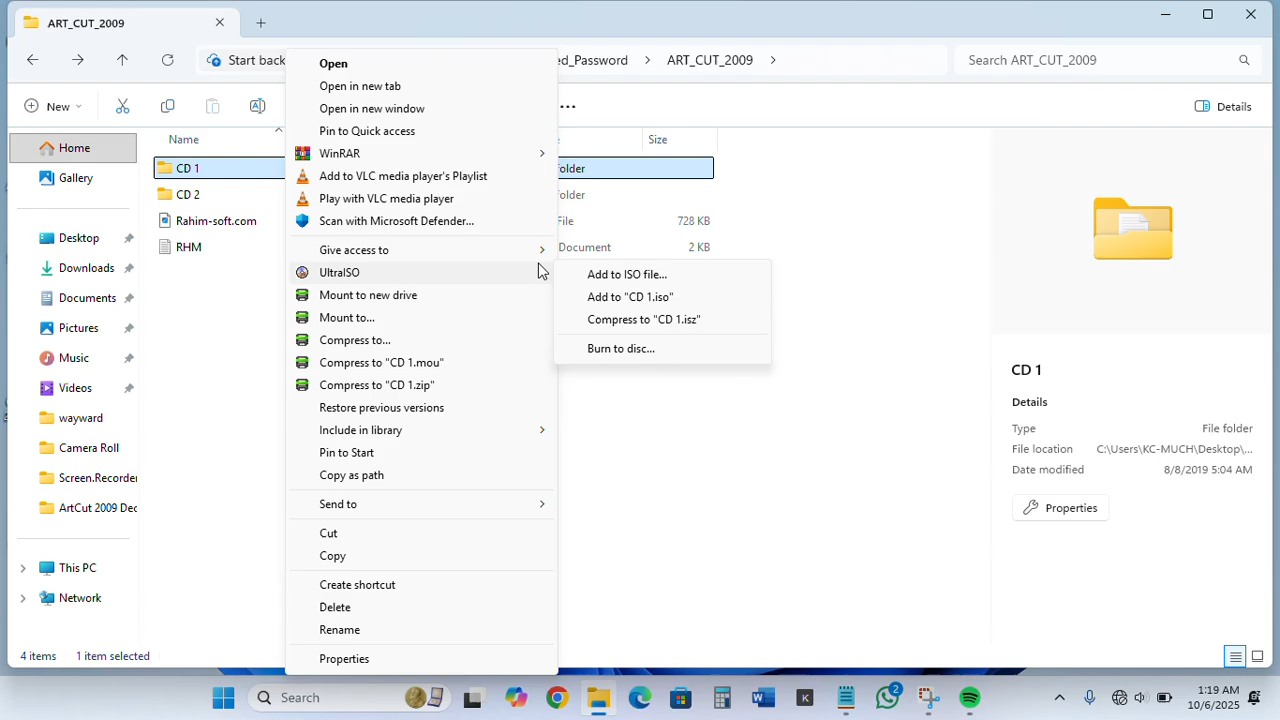 ART_CUT_2009
Start back
ed_Password
ART_CUT_2009
Search ART_CUT_2009
New
Details
Home
Gallery
Desktop
Downloads
Documents
Pictures
Music
Videos
wayward
Camera Roll
Screen.Recorde
ArtCut 2009 Dec
This PC
Network
Name
Size
CD 1
older
CD 2
older
Rahim-soft.com
File
728 KB
RHM
Document
2 KB
Open
Open in new tab
Open in new window
Pin to Quick access
WinRAR
Add to VLC media player's Playlist
Play with VLC media player
Scan with Microsoft Defender...
Give access to
UltraISO
Mount to new drive
Mount to...
Compress to...
Compress to "CD 1.mou"
Compress to "CD 1.zip"
Restore previous versions
Include in library
Pin to Start
Copy as path
Send to
Cut
Copy
Create shortcut
Delete
Rename
Properties
Add to ISO file...
Add to "CD 1.iso"
Compress to "CD 1.isz"
Burn to disc...
CD 1
Details
Type
File folder
File location
C:\Users\KC-MUCH\Desktop\...
Date modified
8/8/2019 5:04 AM
Properties
4 items
1 item selected
Search
K
2
1:19 AM
10/6/2025